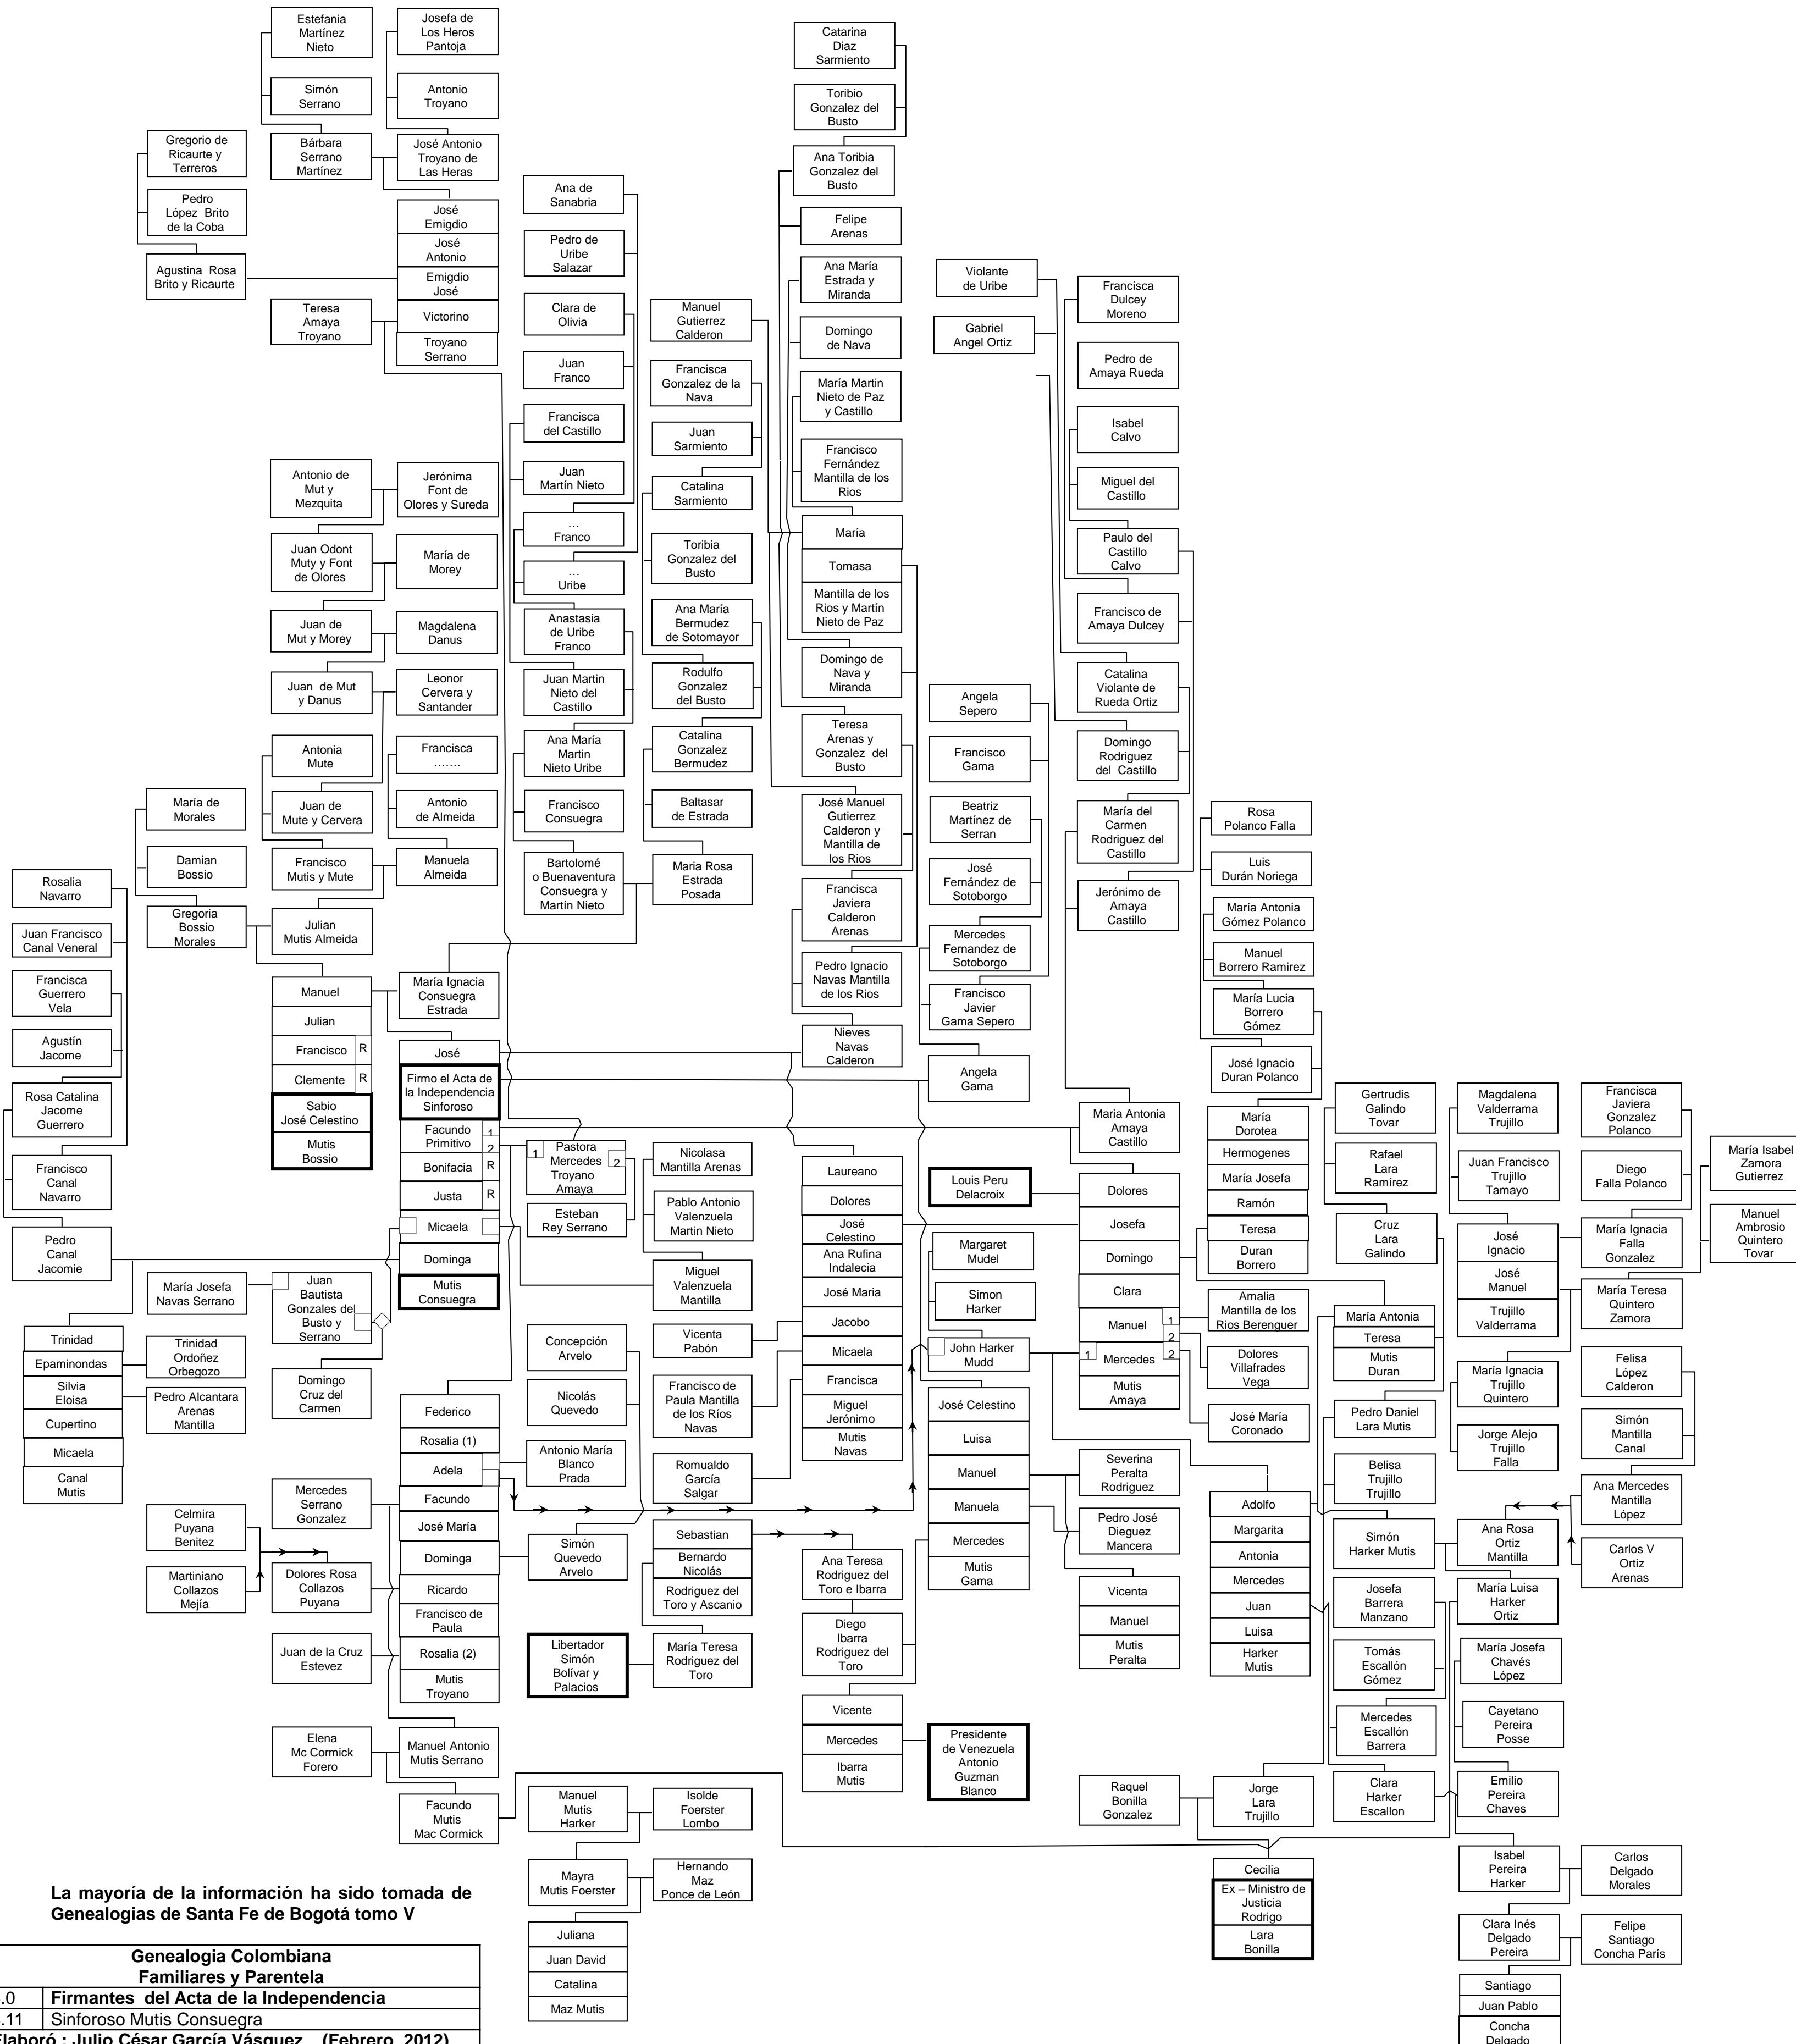 Estefania
Martínez
Nieto
Josefa de
Los Heros
Pantoja
Simón
Serrano
Antonio
Troyano
Gregorio de
Ricaurte y
Terreros
Bárbara
Serrano
Martínez
José Antonio
Troyano de
Las Heras
Pedro
López Brito
de la Coba
José
Emigdio
José
Antonio
Agustina Rosa
Brito y Ricaurte
Emigdio
José
Teresa
Amaya
Troyano
Victorino
Troyano
Serrano
Antonio de
Mut y
Mezquita
Jerónima
Font de
Olores y Sureda
Juan Odont
Muty y Font
de Olores
María de
Morey
Juan de
Mut y Morey
Magdalena
Danus
Juan de Mut
y Danus
Leonor
Cervera y
Santander
Antonia
Mute
Francisca
.......
María de
Morales
Juan de
Mute y Cervera
Antonio
de Almeida
Damian
Bossio
Francisco
Mutis y Mute
Manuela
Almeida
Rosalia
Navarro
Gregoria
Bossio
Morales
Julian
Mutis Almeida
Juan Francisco
Canal Veneral
Francisca
Guerrero
Vela
Agustín
Jacome
Rosa Catalina
Jacome
Guerrero
Francisco
Canal
Navarro
Pedro
Canal
Jacomie
Manuel
Julian
Francisco
R
Clemente
R
Sabio
José Celestino
Mutis
Bossio
María Ignacia
Consuegra
Estrada
José
Firmo el Acta de
la Independencia
Sinforoso
Facundo
Primitivo
1
2
Bonifacia
R
Justa
R
Micaela
Dominga
Mutis
Consuegra
Ana de
Sanabria
Pedro de
Uribe
Salazar
Clara de
Olivia
Juan
Franco
Francisca
del Castillo
Juan
Martín Nieto
...
Franco
...
Uribe
Anastasia
de Uribe
Franco
Juan Martin
Nieto del
Castillo
Ana María
Martin
Nieto Uribe
Francisco
Consuegra
Bartolomé
o Buenaventura
Consuegra y
Martín Nieto
Manuel
Gutierrez
Calderon
Francisca
Gonzalez de la
Nava
Juan
Sarmiento
Catalina
Sarmiento
Toribia
Gonzalez del
Busto
Ana María
Bermudez
de Sotomayor
Rodulfo
Gonzalez
del Busto
Catalina
Gonzalez
Bermudez
Baltasar
de Estrada
Maria Rosa
Estrada
Posada
Catarina
Diaz
Sarmiento
Toribio
Gonzalez del
Busto
Ana Toribia
Gonzalez del
Busto
Felipe
Arenas
Ana María
Estrada y
Miranda
Domingo
de Nava
María Martin
Nieto de Paz
y Castillo
Francisco
Fernández
Mantilla de los
Rios
María
Tomasa
Mantilla de los
Rios y Martín
Nieto de Paz
Domingo de
Nava y
Miranda
Teresa
Arenas y
Gonzalez del
Busto
José Manuel
Gutierrez
Calderon y
Mantilla de
los Rios
Francisca
Javiera
Calderon
Arenas
Pedro Ignacio
Navas Mantilla
de los Rios
Nieves
Navas
Calderon
Violante
de Uribe
Gabriel
Angel Ortiz
Francisca
Dulcey
Moreno
Pedro de
Amaya Rueda
Isabel
Calvo
Miguel del
Castillo
Paulo del
Castillo
Calvo
Francisco de
Amaya Dulcey
Catalina
Violante de
Rueda Ortiz
Domingo
Rodriguez
del Castillo
María del
Carmen
Rodriguez del
Castillo
Jerónimo de
Amaya
Castillo
Angela
Sepero
Francisco
Gama
Beatriz
Martínez de
Serran
José
Fernández de
Sotoborgo
Mercedes
Fernandez de
Sotoborgo
Francisco
Javier
Gama Sepero
Angela
Gama
Rosa
Polanco Falla
Luis
Durán Noriega
María Antonia
Gómez Polanco
Manuel
Borrero Ramirez
María Lucia
Borrero
Gómez
José Ignacio
Duran Polanco
Maria Antonia
Amaya
Castillo
María
Dorotea
Hermogenes
María Josefa
Ramón
Teresa
Duran
Borrero
Gertrudis
Galindo
Tovar
Rafael
Lara
Ramírez
Cruz
Lara
Galindo
Magdalena
Valderrama
Trujillo
Juan Francisco
Trujillo
Tamayo
José
Ignacio
José
Manuel
Trujillo
Valderrama
Francisca
Javiera
Gonzalez
Polanco
Diego
Falla Polanco
María Ignacia
Falla
Gonzalez
María Teresa
Quintero
Zamora
María Isabel
Zamora
Gutierrez
Manuel
Ambrosio
Quintero
Tovar
1
Pastora
Mercedes
Troyano
Amaya
2
Esteban
Rey Serrano
Nicolasa
Mantilla Arenas
Pablo Antonio
Valenzuela
Martin Nieto
Miguel
Valenzuela
Mantilla
Laureano
Dolores
José
Celestino
Ana Rufina
Indalecia
José Maria
Jacobo
Micaela
Francisca
Miguel
Jerónimo
Mutis
Navas
Louis Peru
Delacroix
Margaret
Mudel
Simon
Harker
John Harker
Mudd
Dolores
Josefa
Domingo
Clara
Manuel
1
2
1
Mercedes
2
Mutis
Amaya
Amalia
Mantilla de los
Rios Berenguer
Dolores
Villafrades
Vega
José María
Coronado
María Antonia
Teresa
Mutis
Duran
María Josefa
Navas Serrano
Juan
Bautista
Gonzales del
Busto y
Serrano
Domingo
Cruz del
Carmen
Trinidad
Epaminondas
Silvia
Eloisa
Cupertino
Micaela
Canal
Mutis
Trinidad
Ordoñez
Orbegozo
Pedro Alcantara
Arenas
Mantilla
Federico
Rosalia (1)
Adela
Facundo
José María
Dominga
Ricardo
Francisco de
Paula
Rosalia (2)
Mutis
Troyano
Concepción
Arvelo
Nicolás
Quevedo
Antonio María
Blanco
Prada
Simón
Quevedo
Arvelo
Vicenta
Pabón
Francisco de
Paula Mantilla
de los Ríos
Navas
Romualdo
García
Salgar
Mercedes
Serrano
Gonzalez
Celmira
Puyana
Benitez
Martiniano
Collazos
Mejía
Dolores Rosa
Collazos
Puyana
Juan de la Cruz
Estevez
Sebastian
Bernardo
Nicolás
Rodriguez del
Toro y Ascanio
Libertador
Simón
Bolívar y
Palacios
María Teresa
Rodriguez del
Toro
Ana Teresa
Rodriguez del
Toro e Ibarra
Diego
Ibarra
Rodriguez del
Toro
José Celestino
Luisa
Manuel
Manuela
Mercedes
Mutis
Gama
Severina
Peralta
Rodriguez
Pedro José
Dieguez
Mancera
Vicenta
Manuel
Mutis
Peralta
Adolfo
Margarita
Antonia
Mercedes
Juan
Luisa
Harker
Mutis
Pedro Daniel
Lara Mutis
Belisa
Trujillo
Trujillo
María Ignacia
Trujillo
Quintero
Jorge Alejo
Trujillo
Falla
Felisa
López
Calderon
Simón
Mantilla
Canal
Ana Mercedes
Mantilla
López
Carlos V
Ortiz
Arenas
Simón
Harker Mutis
Ana Rosa
Ortiz
Mantilla
Josefa
Barrera
Manzano
María Luisa
Harker
Ortiz
Tomás
Escallón
Gómez
María Josefa
Chavés
López
Mercedes
Escallón
Barrera
Cayetano
Pereira
Posse
Clara
Harker
Escallon
Emilio
Pereira
Chaves
Vicente
Mercedes
Ibarra
Mutis
Presidente
de Venezuela
Antonio
Guzman
Blanco
Elena
Mc Cormick
Forero
Manuel Antonio
Mutis Serrano
Facundo
Mutis
Mac Cormick
Manuel
Mutis
Harker
Isolde
Foerster
Lombo
Mayra
Mutis Foerster
Hernando
Maz
Ponce de León
Juliana
Juan David
Catalina
Maz Mutis
Raquel
Bonilla
Gonzalez
Jorge
Lara
Trujillo
Cecilia
Ex – Ministro de
Justicia
Rodrigo
Lara
Bonilla
Isabel
Pereira
Harker
Carlos
Delgado
Morales
Clara Inés
Delgado
Pereira
Felipe
Santiago
Concha París
Santiago
Juan Pablo
Concha
Delgado
La mayoría de la información ha sido tomada de
Genealogias de Santa Fe de Bogotá tomo V
Genealogia Colombiana
Familiares y Parentela
.0 Firmantes del Acta de la Independencia
.11 Sinforoso Mutis Consuegra
Elaboró : Julio César García Vásquez (Febrero 2012)